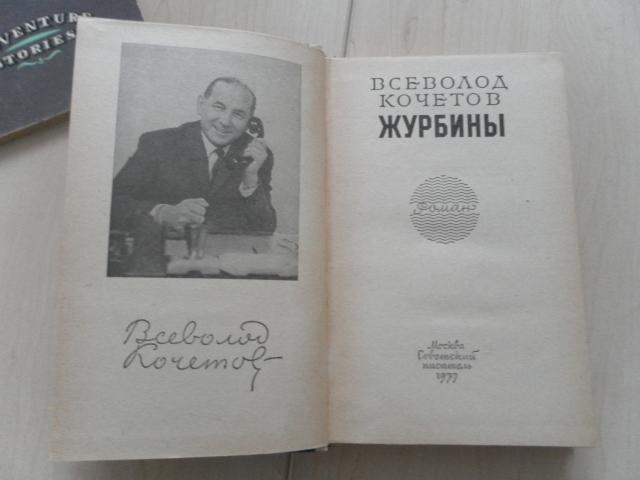 VENTURE
STORIES
Всеволод
Кочетов
ВСЕВОЛОД
КОЧЕТОВ
ЖУРБИНЫ
Роман
Москва
Советский
писатель
1977